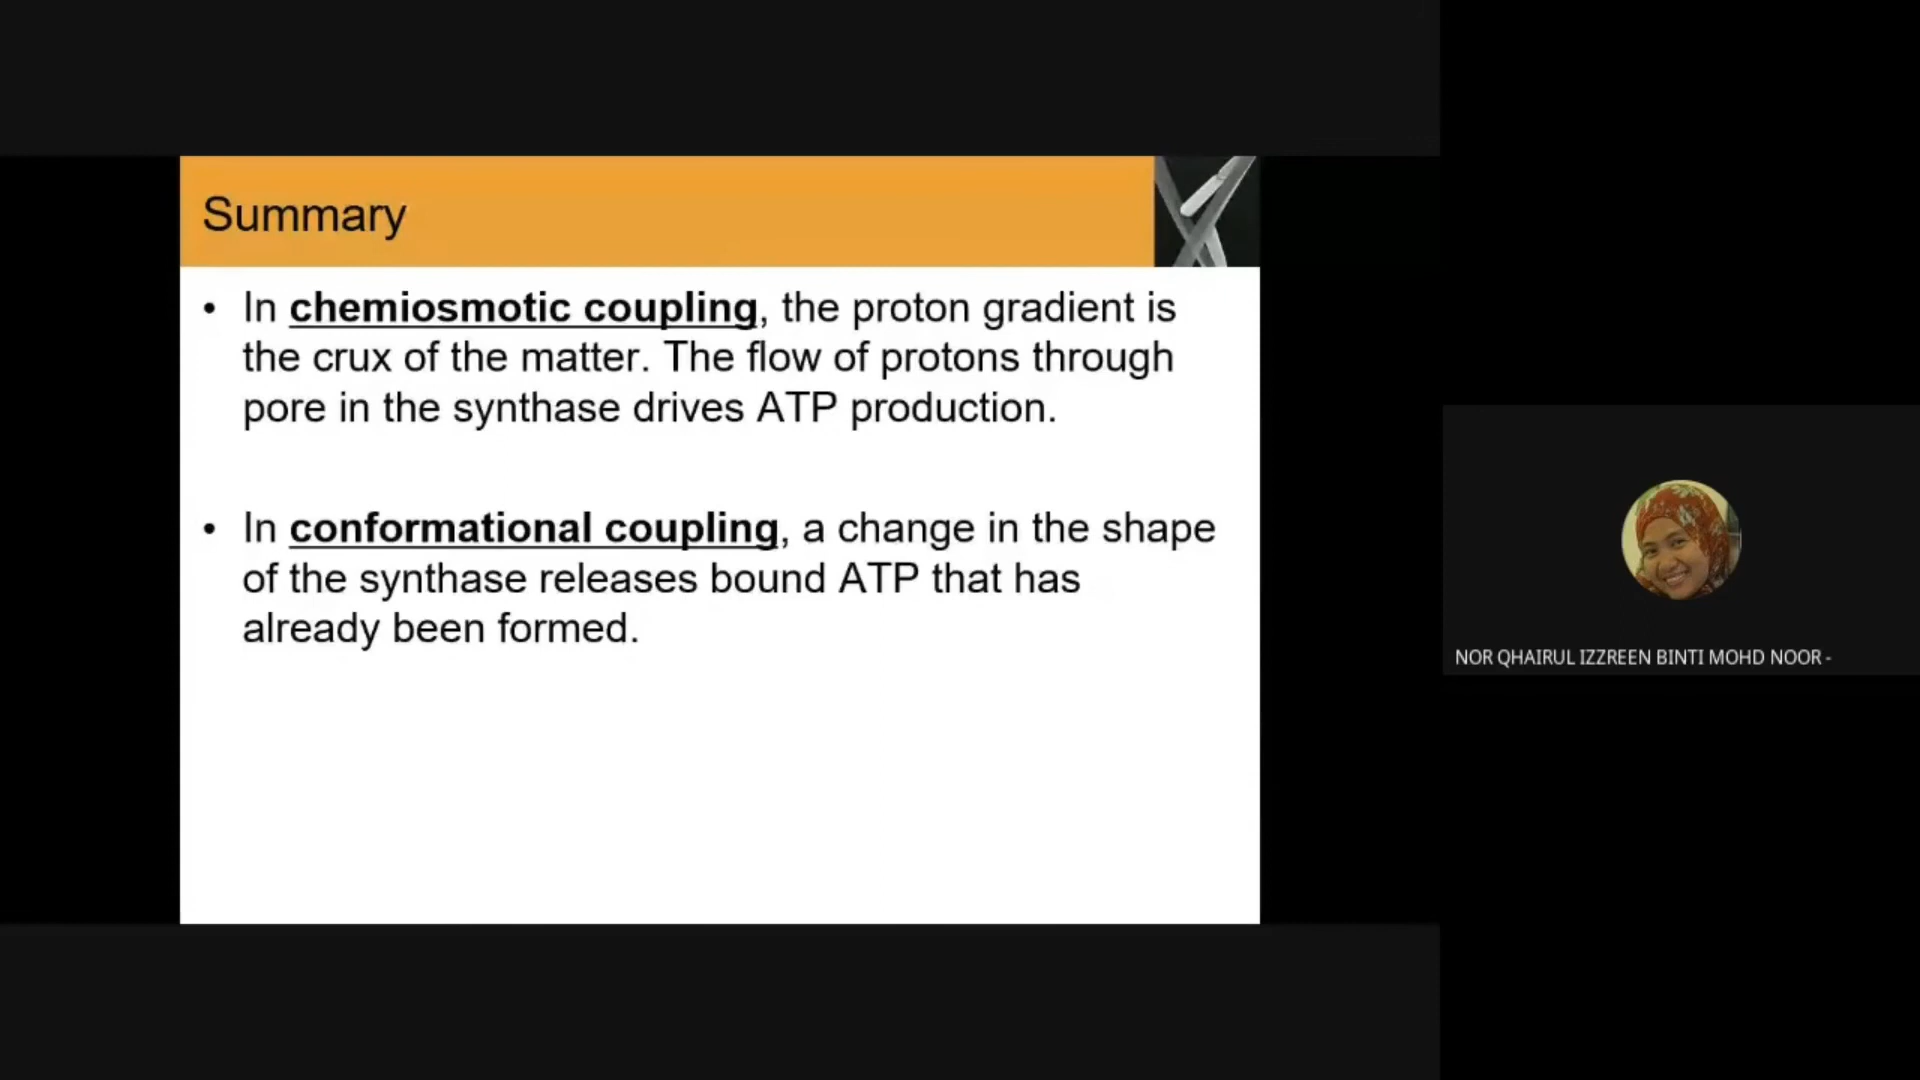 Summary
• In chemiosmotic coupling, the proton gradient is
the crux of the matter. The flow of protons through
pore in the synthase drives ATP production.
• In conformational coupling, a change in the shape
of the synthase releases bound ATP that has
already been formed.
NOR QHAIRUL IZZREEN BINTI MOHD NOOR -